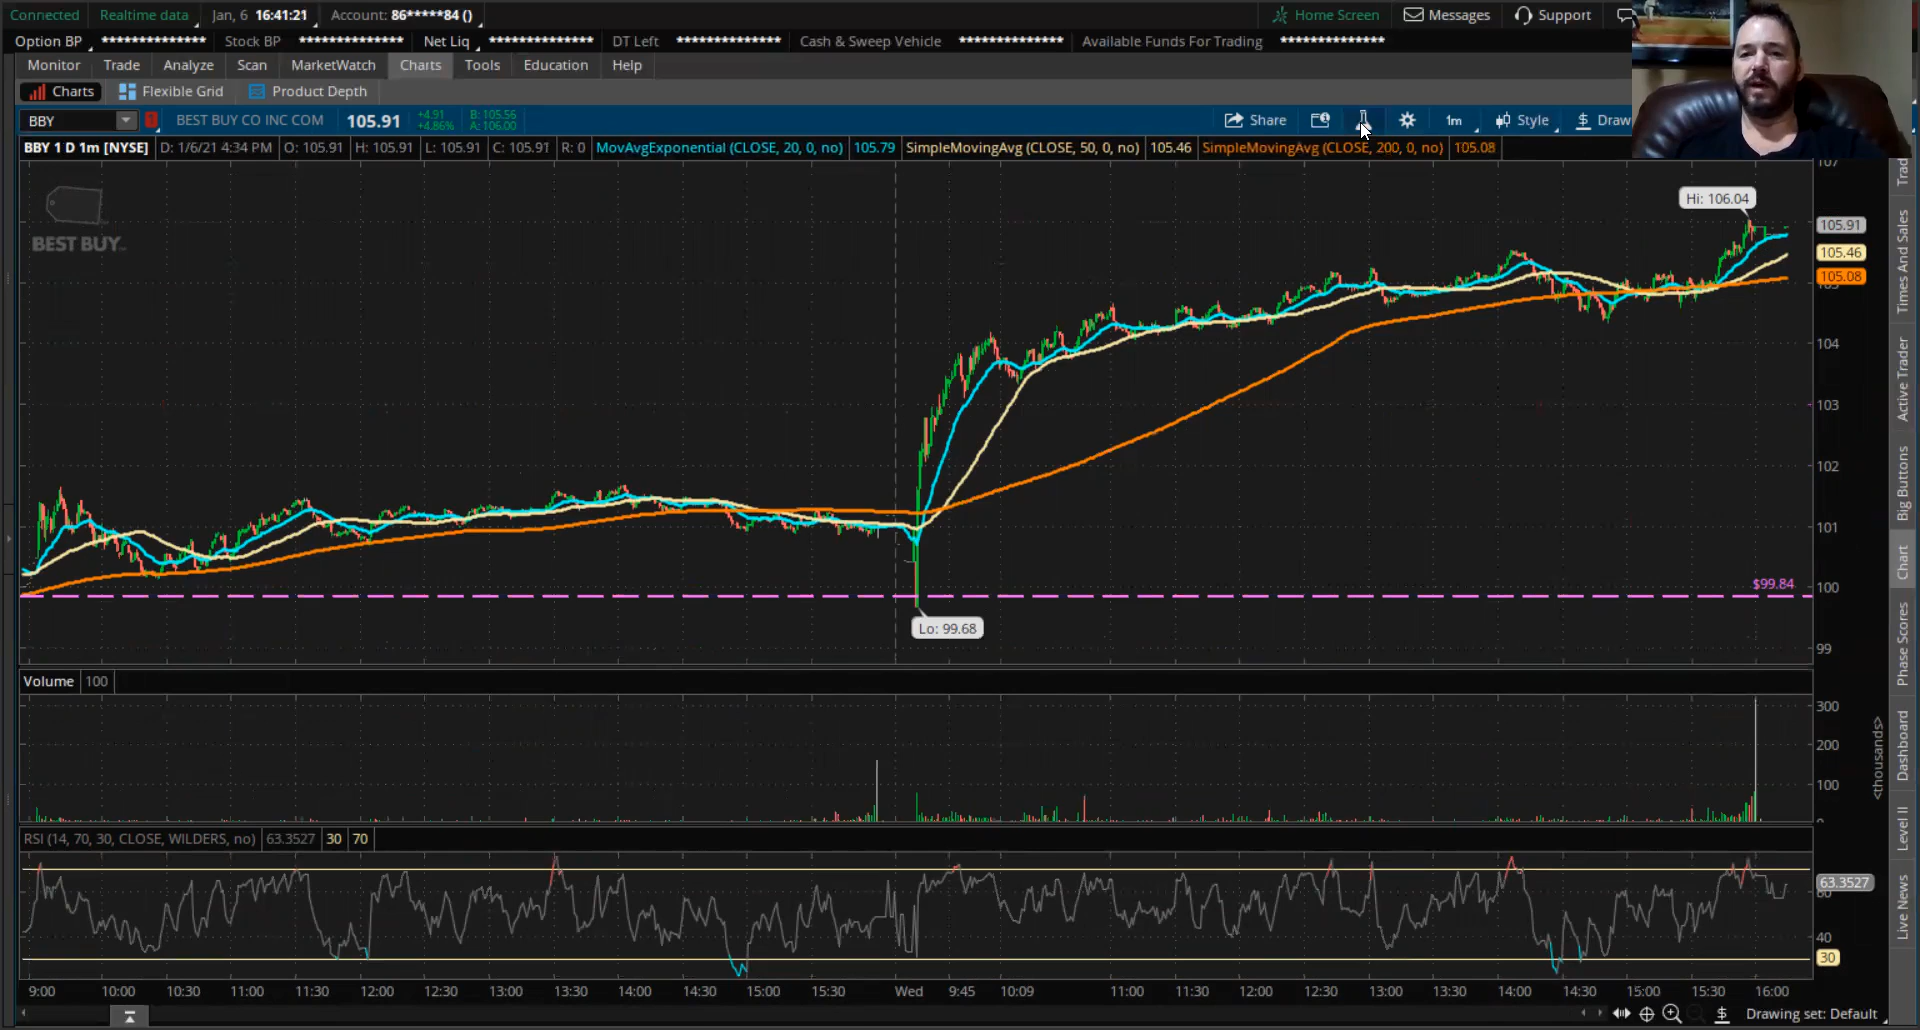 Connected Realtime data Jan, 6 16:41:21 Account: 86*****84 () Home Screen Messages Support
Option BP ************** Stock BP ************** Net Liq ************** DT Left ************** Cash & Sweep Vehicle ************** Available Funds For Trading **************
Monitor Trade Analyze Scan MarketWatch Charts Tools Education Help
Charts Flexible Grid Product Depth
BBY BEST BUY CO INC COM 105.91 +4.91 B: 105.56 Share 1m Style $ Draw
+4.86% A: 106.00
BBY 1 D 1m [NYSE] D: 1/6/21 4:34 PM O: 105.91 H: 105.91 L: 105.91 C: 105.91 R: 0 MovAvgExponential (CLOSE, 20, 0, no) 105.79 SimpleMovingAvg (CLOSE, 50, 0, no) 105.46 SimpleMovingAvg (CLOSE, 200, 0, no) 105.08
107
Hi: 106.04
105.91
BEST BUY
105.46
105.08
104
103
102
101
100
$99.84
Lo: 99.68
99
Volume 100
300
200
100
0
<thousands>
RSI (14, 70, 30, CLOSE, WILDERS, no) 63.3527 30 70
63.3527
40
30
9:00 10:00 10:30 11:00 11:30 12:00 12:30 13:00 13:30 14:00 14:30 15:00 15:30 Wed 9:45 10:09 11:00 11:30 12:00 12:30 13:00 13:30 14:00 14:30 15:00 15:30 16:00
$ Drawing set: Default
Times And Sales
Active Trader
Big Buttons
Chart
Phase Scores
Dashboard
Level II
Live News